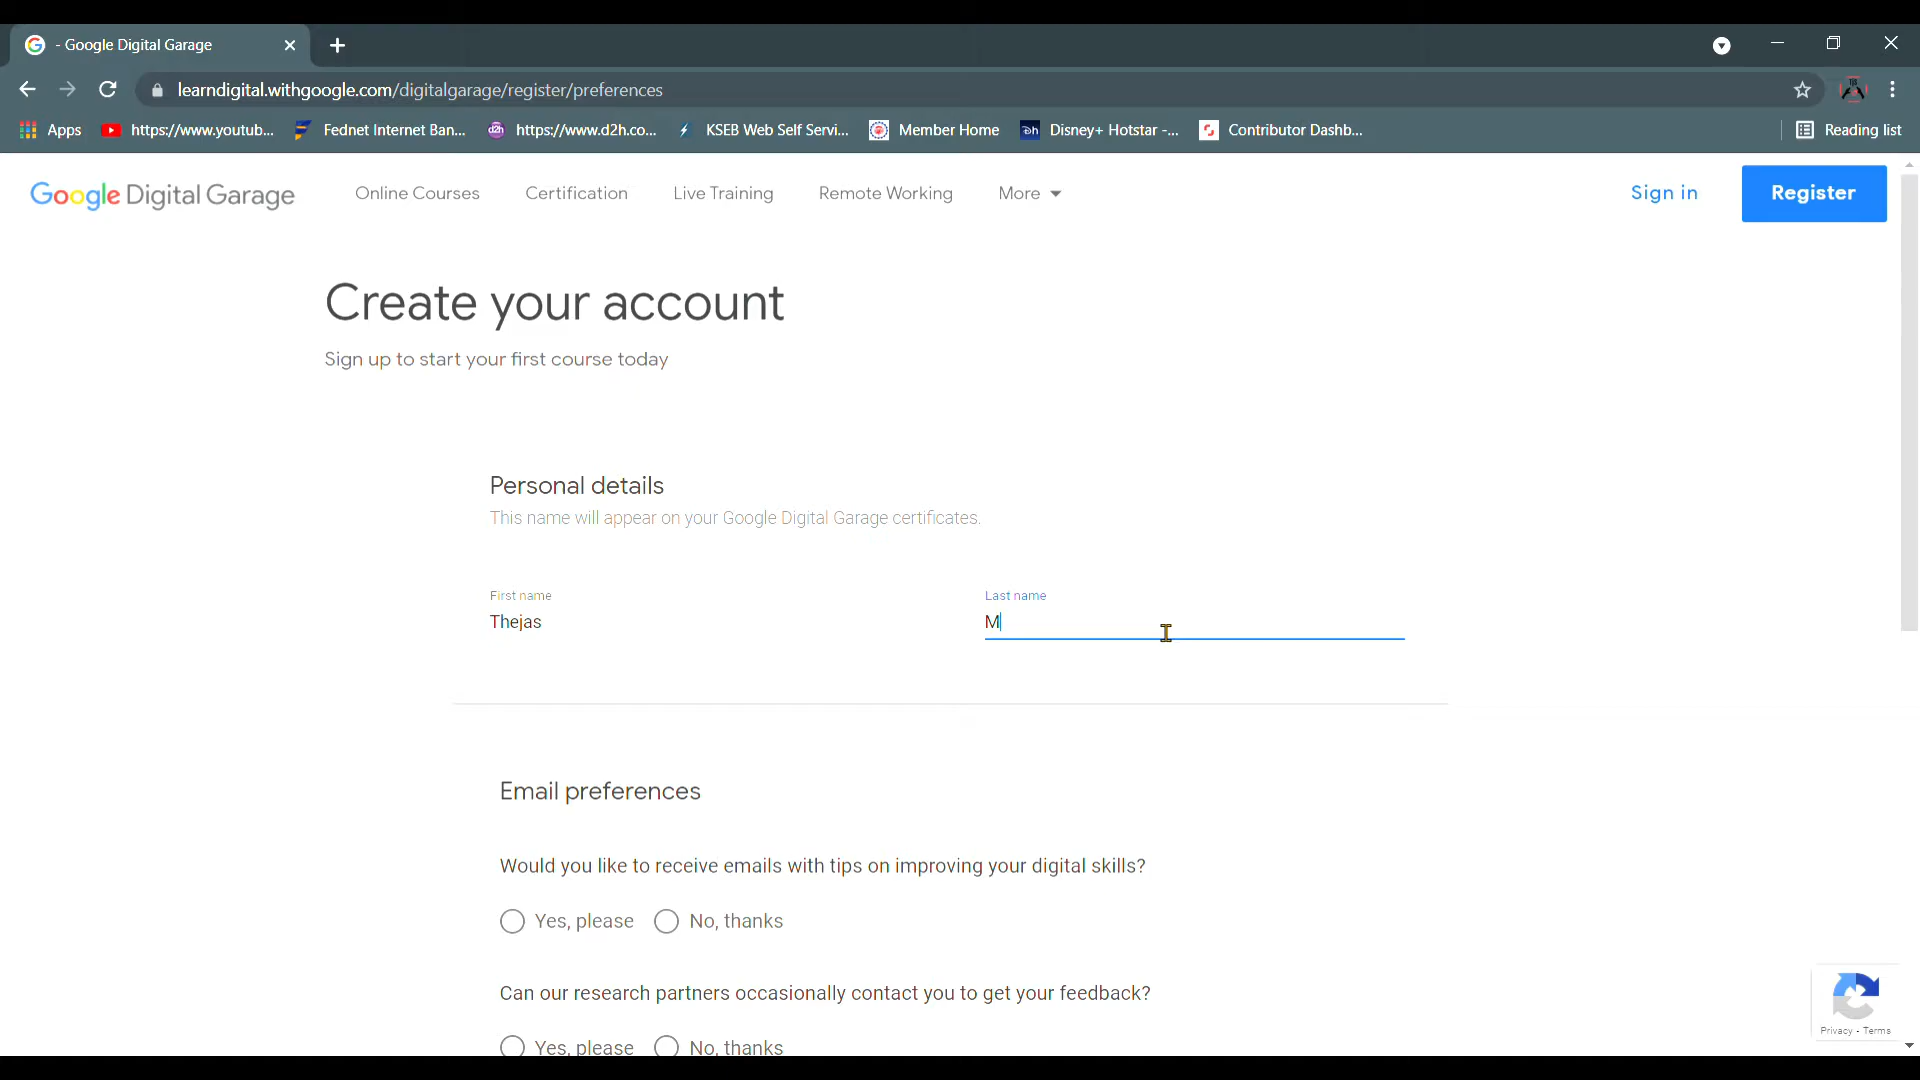 - Google Digital Garage
learndigital.withgoogle.com/digitalgarage/register/preferences
Apps https://www.youtub... Fednet Internet Ban... https://www.d2h.co... KSEB Web Self Servi... Member Home Disney+ Hotstar -... Contributor Dashb... Reading list
Google Digital Garage Online Courses Certification Live Training Remote Working More Sign in Register
Create your account
Sign up to start your first course today
Personal details
This name will appear on your Google Digital Garage certificates.
First name Last name
Thejas M
Email preferences
Would you like to receive emails with tips on improving your digital skills?
Yes, please No, thanks
Can our research partners occasionally contact you to get your feedback?
Yes, please No, thanks
Privacy - Terms